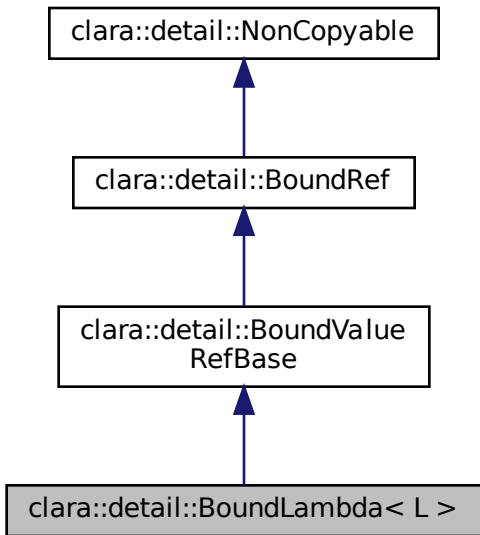 clara::detail::NonCopyable
clara::detail::BoundRef
clara::detail::BoundValue
RefBase
clara::detail::BoundLambda< L >